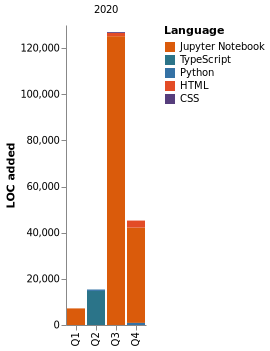 2020
Language
Jupyter Notebook
TypeScript
Python
HTML
CSS
LOC added
120,000
100,000
80,000
60,000
40,000
20,000
0
Q1
Q2
Q3
Q4